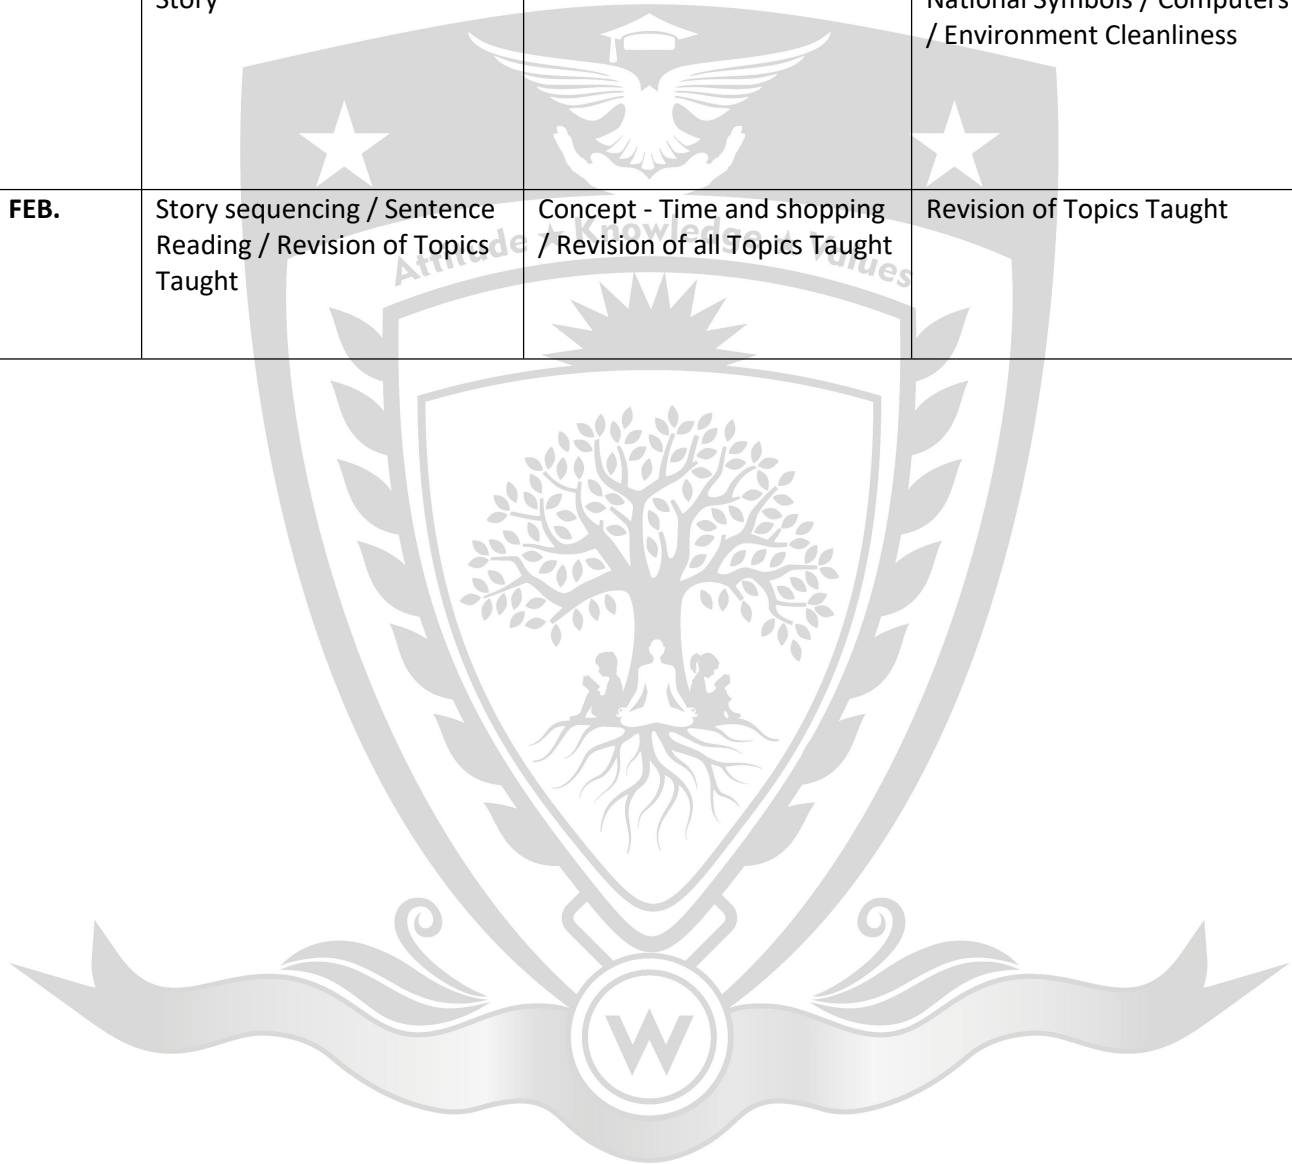 Story
National Symbols / Computers
/ Environment Cleanliness
FEB.
Story sequencing / Sentence
Reading / Revision of Topics
Taught
Concept - Time and shopping
/ Revision of all Topics Taught
Revision of Topics Taught
Attitude ★ Knowledge ★ Values
W